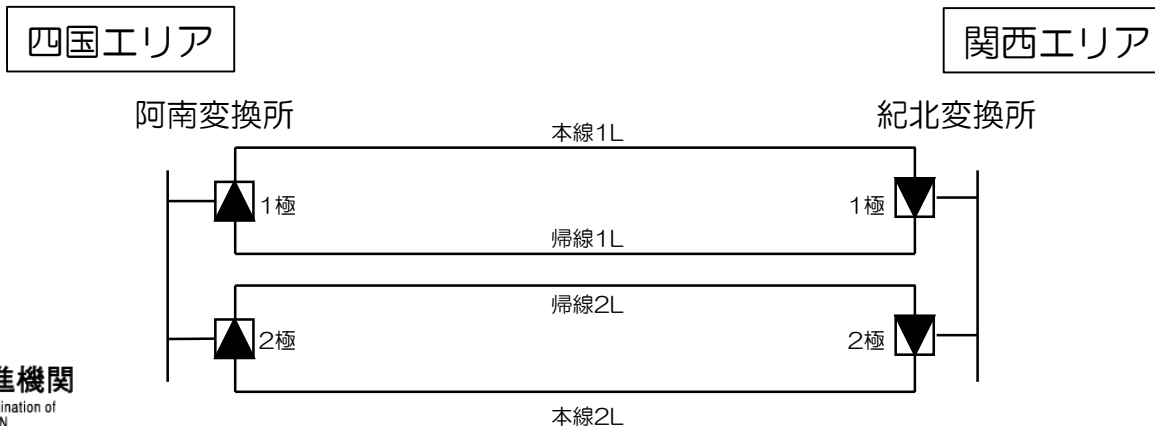 四国エリア
関西エリア
阿南変換所
紀北変換所
本線1L
1極
1極
帰線1L
帰線2L
2極
2極
本線2L
進機関
ination of
N